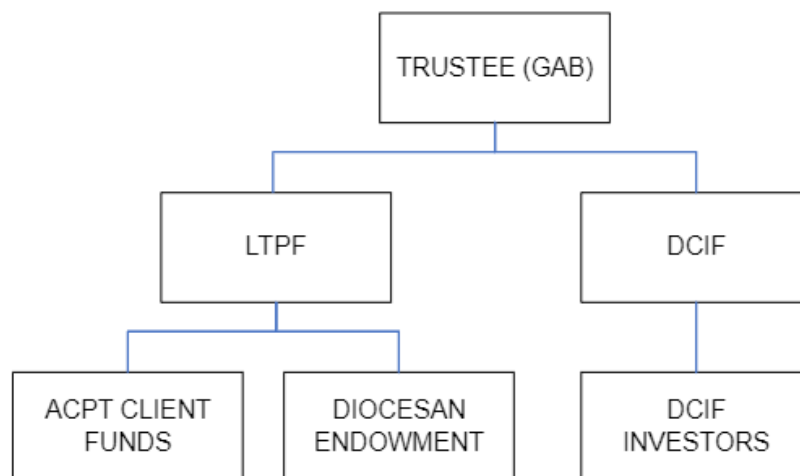 TRUSTEE (GAB)
LTPF
DCIF
ACPT CLIENT
FUNDS
DIOCESAN
ENDOWMENT
DCIF
INVESTORS